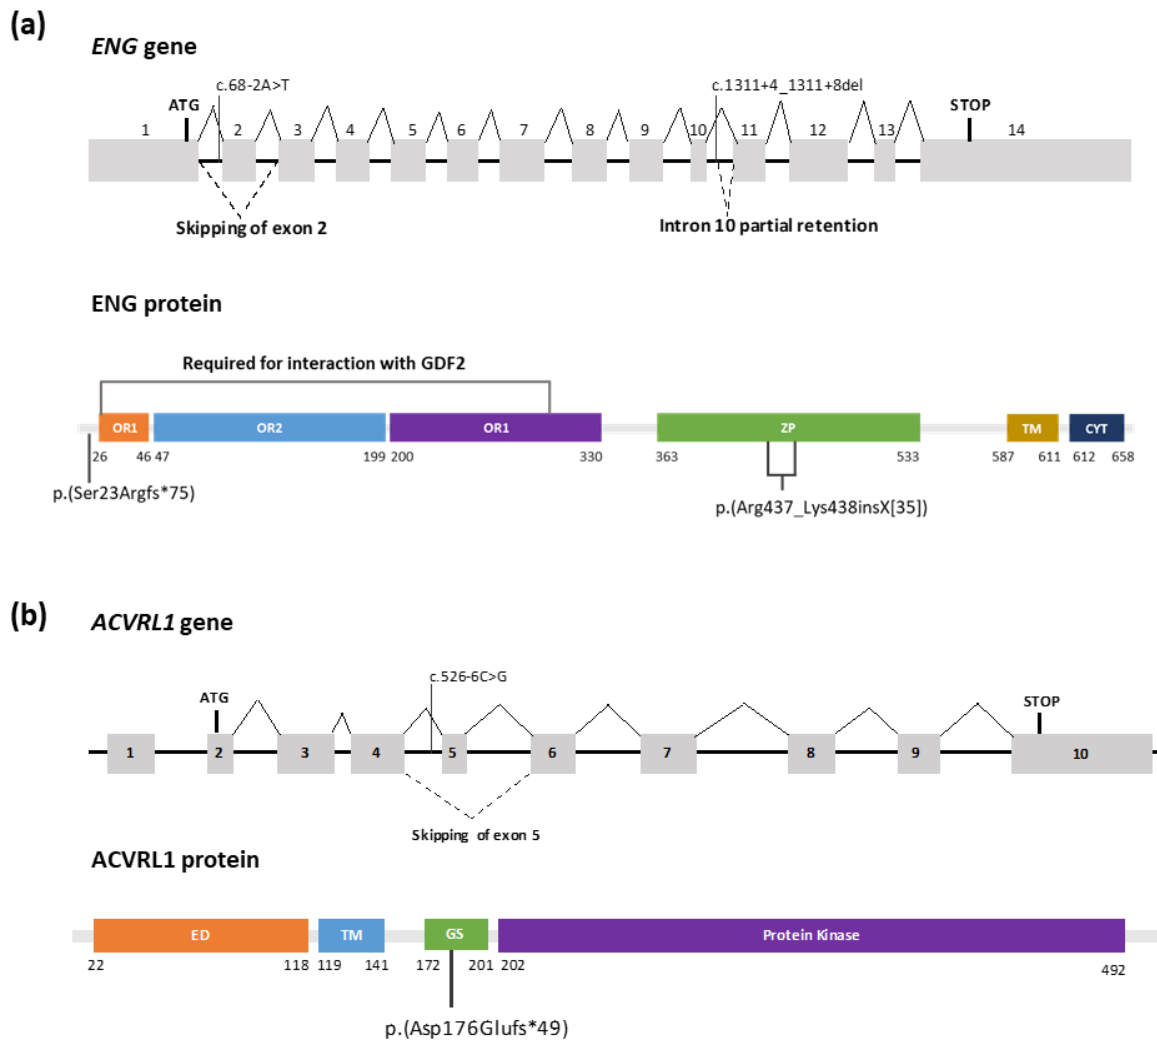 (a)
ENG gene
c.68-2A>T
c.1311+4_1311+8del
ATG
STOP
1 2 3 4 5 6 7 8 9 10 11 12 13 14
Skipping of exon 2
Intron 10 partial retention
ENG protein
Required for interaction with GDF2
OR1 OR2 OR1 ZP TM CYT
26 46 47 199 200 330 363 533 587 611 612 658
p.(Ser23Argfs*75)
p.(Arg437_Lys438insX[35])
(b)
ACVRL1 gene
c.526-6C>G
ATG
STOP
1 2 3 4 5 6 7 8 9 10
Skipping of exon 5
ACVRL1 protein
ED TM GS Protein Kinase
22 118 119 141 172 201 202 492
p.(Asp176Glufs*49)